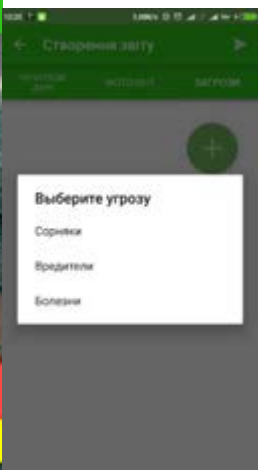 Створення звіту
ЗАГРОЗИ
Выберите угрозу
Сорняки
Вредители
Болезни